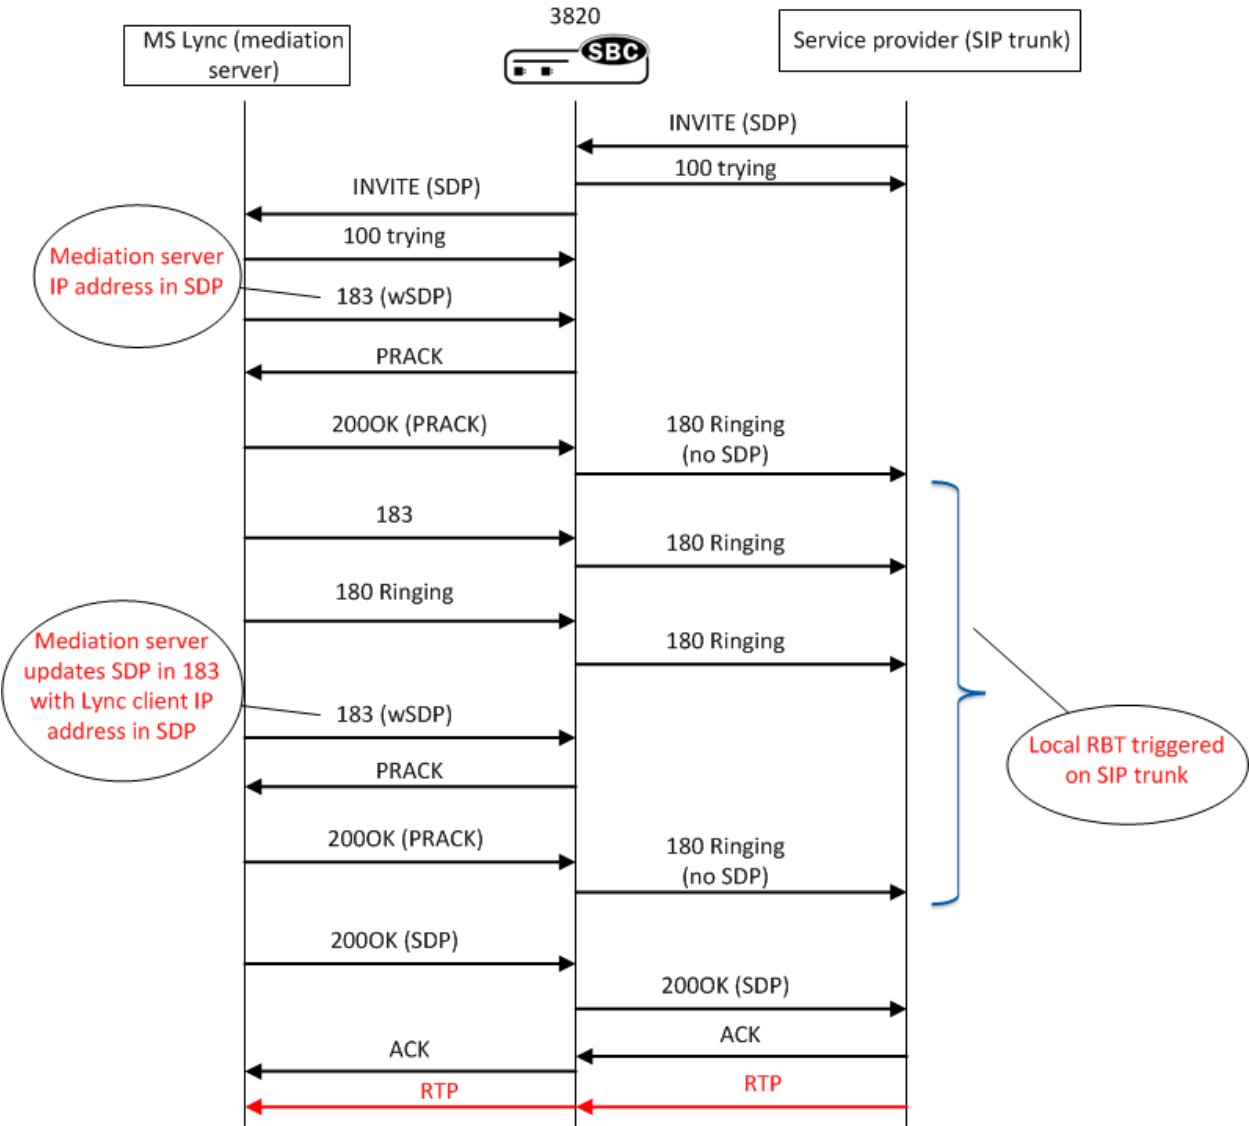 3820
MS Lync (mediation
server)
SBC
Service provider (SIP trunk)
INVITE (SDP)
100 trying
INVITE (SDP)
100 trying
Mediation server
IP address in SDP
183 (wSDP)
PRACK
200OK (PRACK)
180 Ringing
(no SDP)
183
180 Ringing
180 Ringing
180 Ringing
Mediation server
updates SDP in 183
with Lync client IP
address in SDP
183 (wSDP)
Local RBT triggered
on SIP trunk
PRACK
200OK (PRACK)
180 Ringing
(no SDP)
200OK (SDP)
200OK (SDP)
ACK
ACK
RTP
RTP